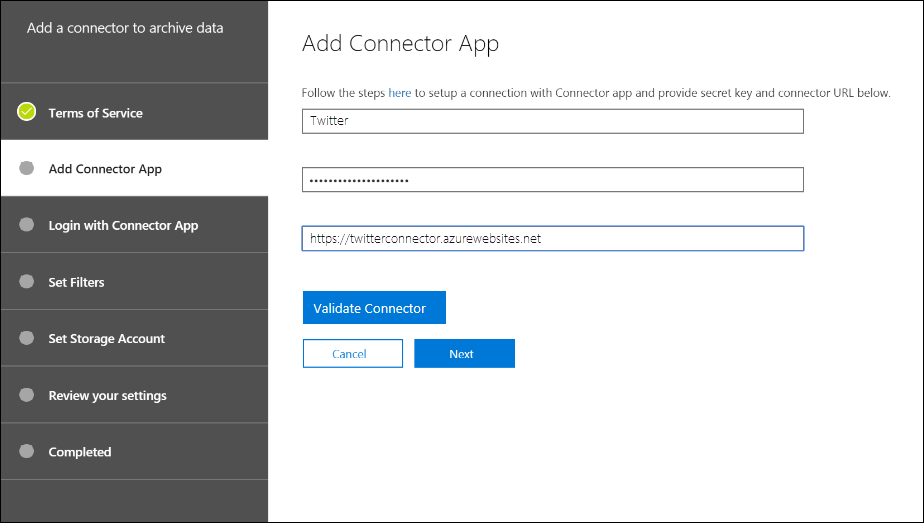 Add a connector to archive data
Terms of Service
Add Connector App
Login with Connector App
Set Filters
Set Storage Account
Review your settings
Completed
Add Connector App
Follow the steps here to setup a connection with Connector app and provide secret key and connector URL below.
Twitter
•••••••••••••••••••••
https://twitterconnector.azurewebsites.net
Validate Connector
Cancel
Next